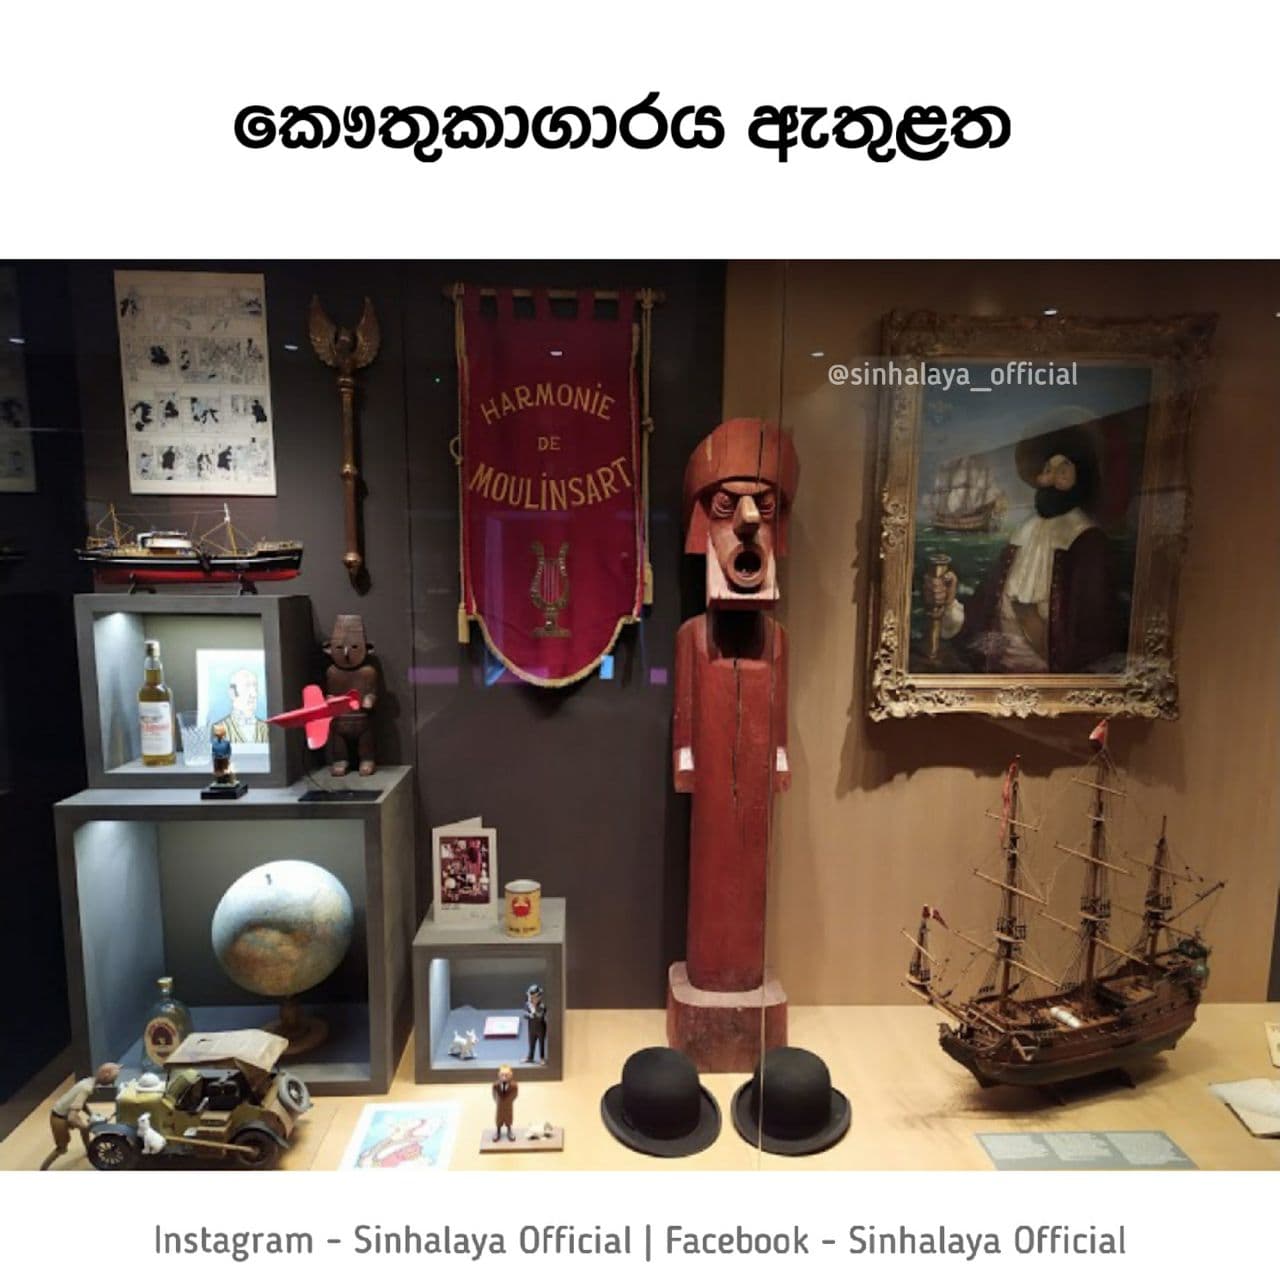 කෞතුකාගාරය ඇතුළත
@sinhalaya_official
HARMONiE
DE
MOULiNSART
Instagram - Sinhalaya Official | Facebook - Sinhalaya Official